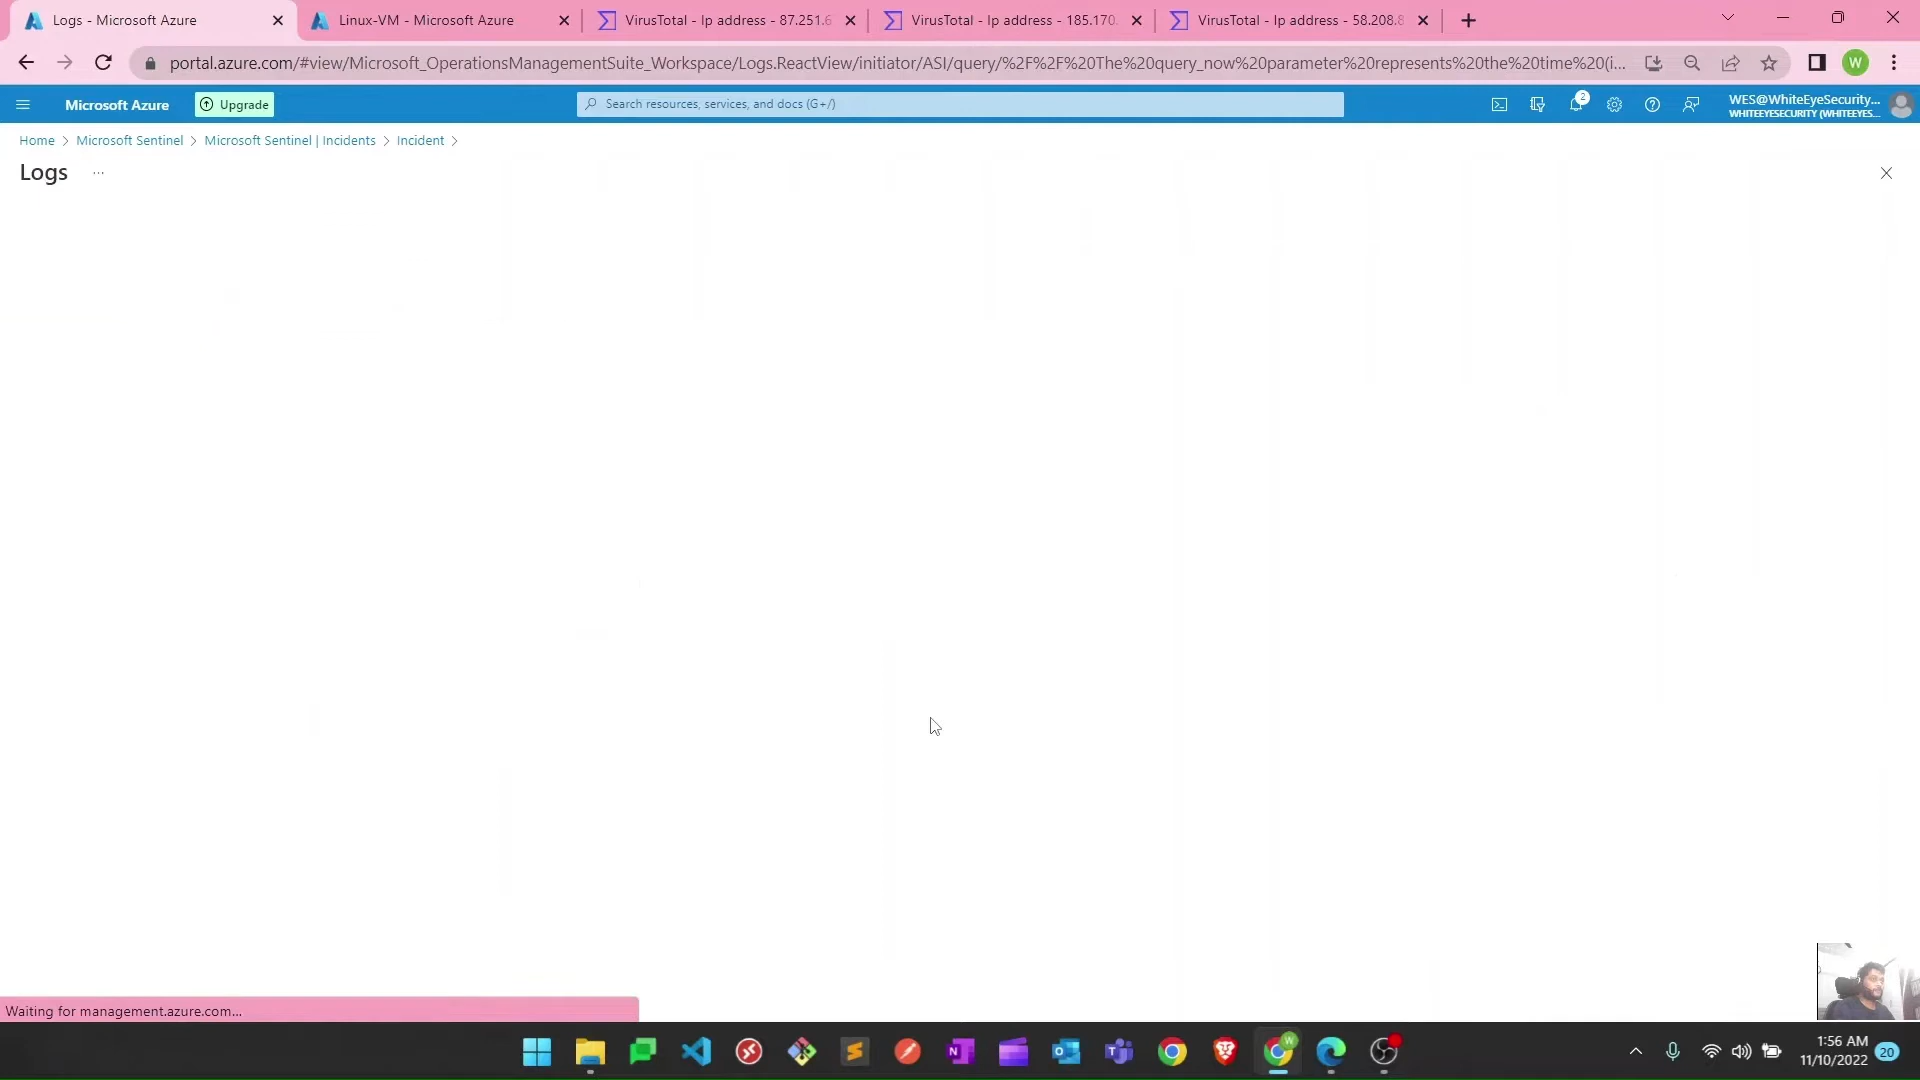 Logs - Microsoft Azure
Linux-VM - Microsoft Azure
VirusTotal - Ip address - 87.251.6
VirusTotal - Ip address - 185.170.
VirusTotal - Ip address - 58.208.8
portal.azure.com/#view/Microsoft_OperationsManagementSuite_Workspace/Logs.ReactView/initiator/ASI/query/%2F%2F%20The%20query_now%20parameter%20represents%20the%20time%20(i...
W
Microsoft Azure
Upgrade
Search resources, services, and docs (G+/)
2
WES@WhiteEyeSecurity...
WHITEEYESECURITY (WHITEEYES...
Home > Microsoft Sentinel > Microsoft Sentinel | Incidents > Incident >
Logs ...
Waiting for management.azure.com...
1:56 AM
11/10/2022
20